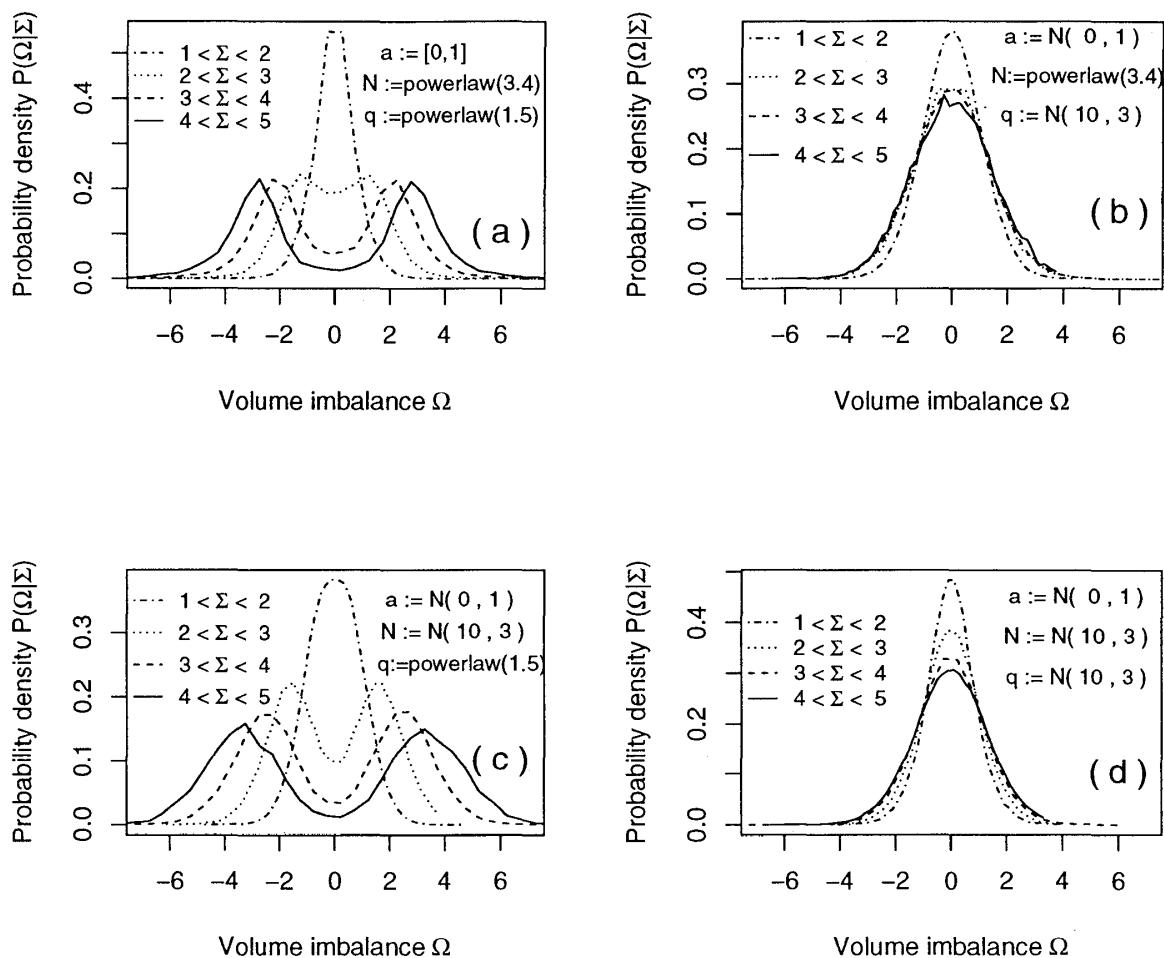 Probability density P(Ω|Σ)
0.0 0.2 0.4
1 < Σ < 2
2 < Σ < 3
3 < Σ < 4
4 < Σ < 5
a := [0,1]
N :=powerlaw(3.4)
q :=powerlaw(1.5)
(a)
−6 −4 −2 0 2 4 6
Volume imbalance Ω
Probability density P(Ω|Σ)
0.0 0.1 0.2 0.3
1 < Σ < 2
2 < Σ < 3
3 < Σ < 4
4 < Σ < 5
a := N( 0 , 1)
N:=powerlaw(3.4)
q := N( 10 , 3)
(b)
−6 −4 −2 0 2 4 6
Volume imbalance Ω
Probability density P(Ω|Σ)
0.0 0.1 0.2 0.3
1 < Σ < 2
2 < Σ < 3
3 < Σ < 4
4 < Σ < 5
a := N( 0 , 1)
N := N( 10 , 3)
q:=powerlaw(1.5)
(c)
−6 −4 −2 0 2 4 6
Volume imbalance Ω
Probability density P(Ω|Σ)
0.0 0.2 0.4
1 < Σ < 2
2 < Σ < 3
3 < Σ < 4
4 < Σ < 5
a := N( 0 , 1)
N := N( 10 , 3)
q := N( 10 , 3)
(d)
−6 −4 −2 0 2 4 6
Volume imbalance Ω